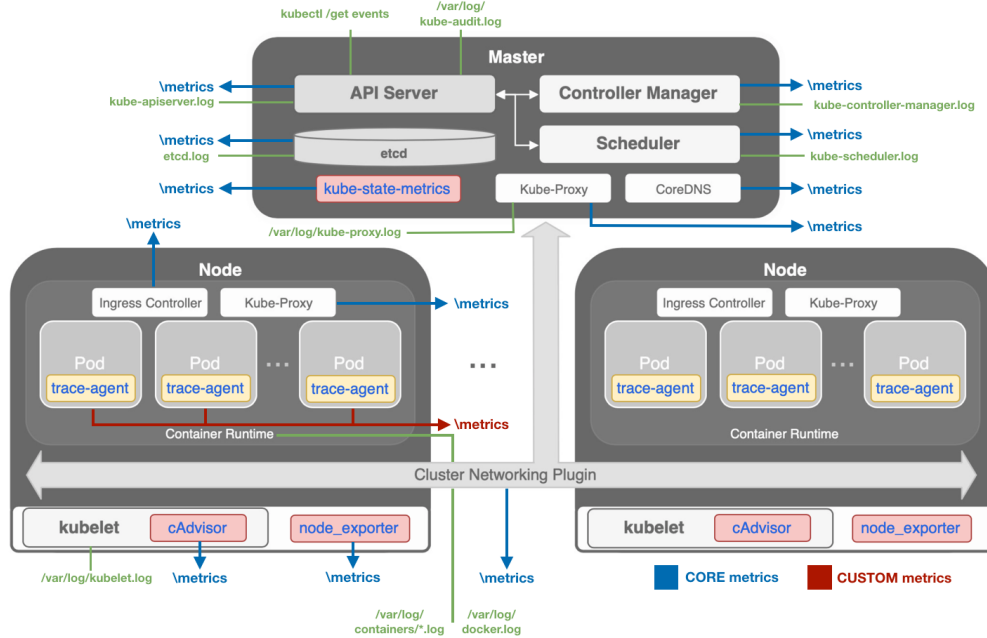 kubectl /get events
/var/log/
kube-audit.log
Master
\metrics
API Server
Controller Manager
\metrics
kube-apiserver.log
kube-controller-manager.log
\metrics
etcd
Scheduler
\metrics
etcd.log
kube-scheduler.log
\metrics
kube-state-metrics
Kube-Proxy
CoreDNS
\metrics
\metrics
/var/log/kube-proxy.log
\metrics
Node
Ingress Controller
Kube-Proxy
\metrics
Pod
Pod
...
Pod
trace-agent
trace-agent
trace-agent
\metrics
Container Runtime
...
Node
Ingress Controller
Kube-Proxy
Pod
Pod
...
Pod
trace-agent
trace-agent
trace-agent
Container Runtime
Cluster Networking Plugin
kubelet
cAdvisor
node_exporter
kubelet
cAdvisor
node_exporter
/var/log/kubelet.log
\metrics
\metrics
\metrics
CORE metrics
CUSTOM metrics
/var/log/
containers/*.log
/var/log/
docker.log